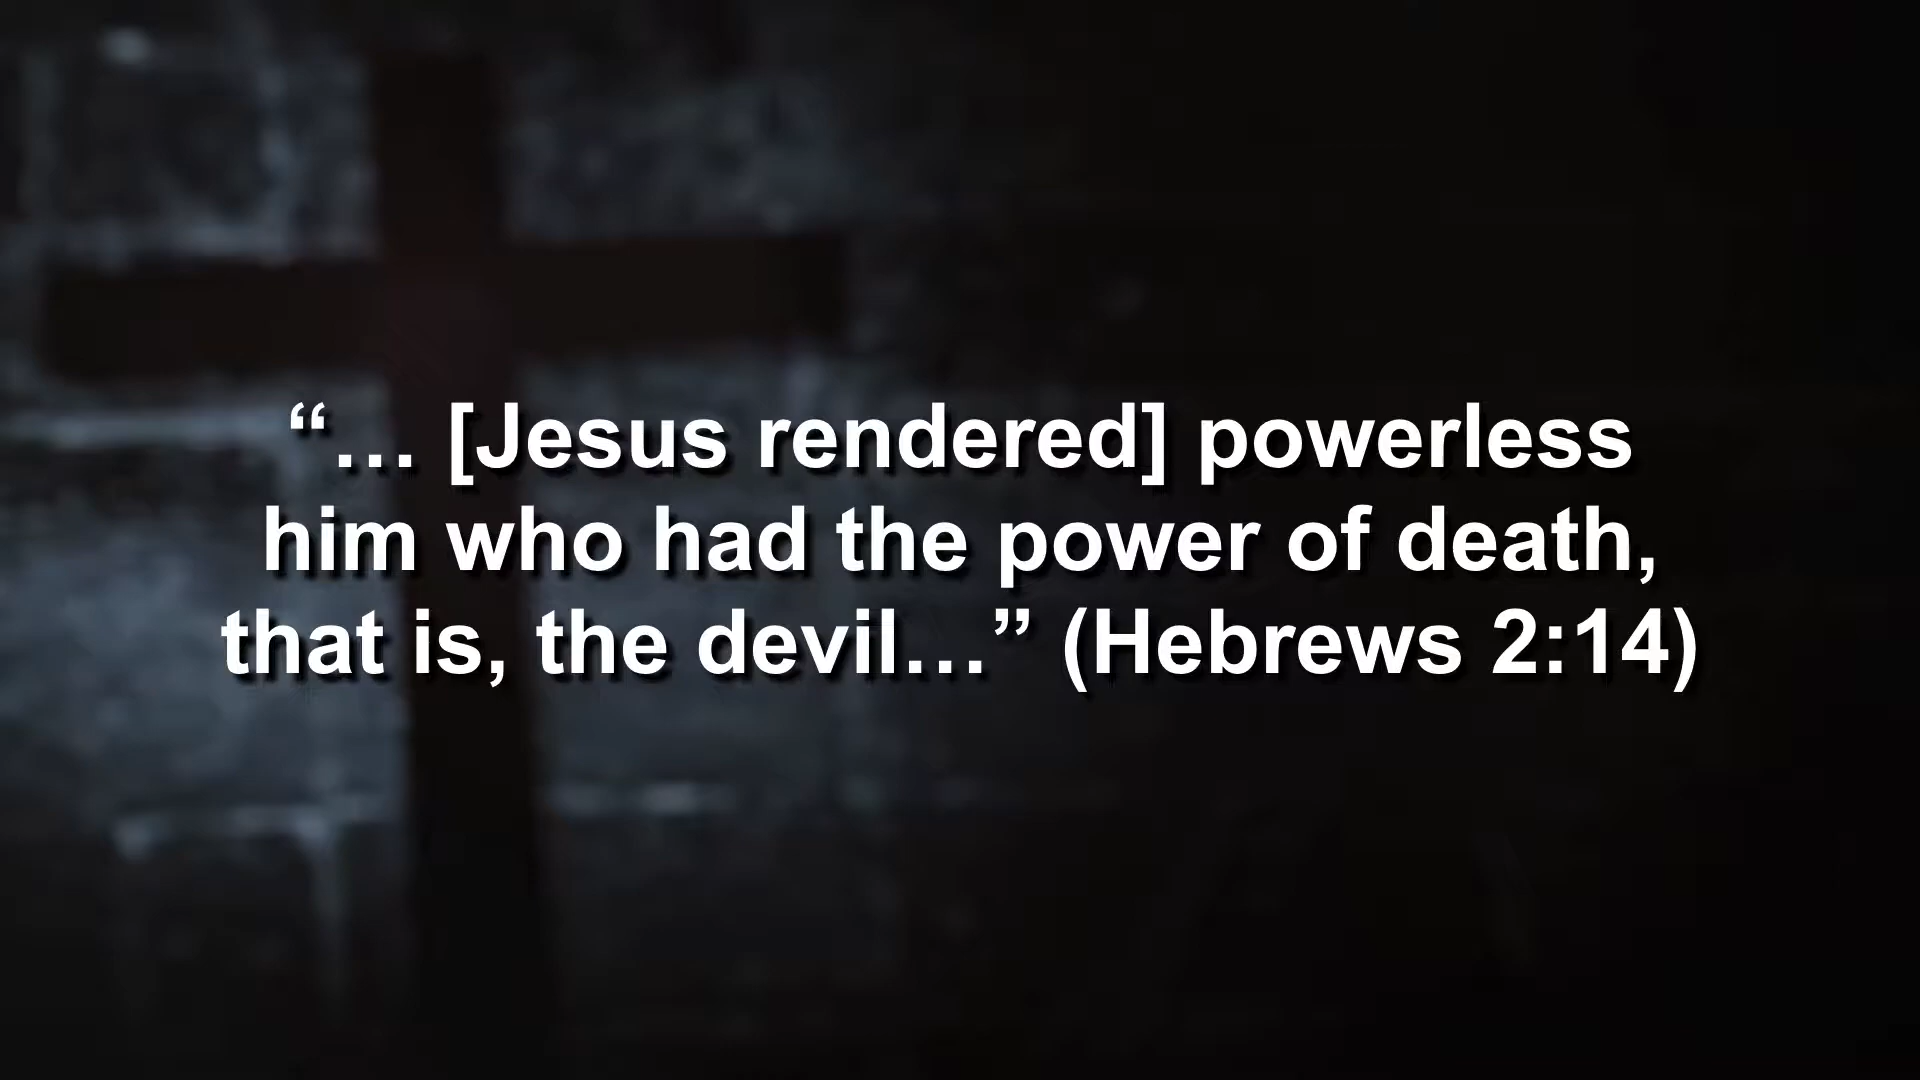 “… [Jesus rendered] powerless
him who had the power of death,
that is, the devil…” (Hebrews 2:14)